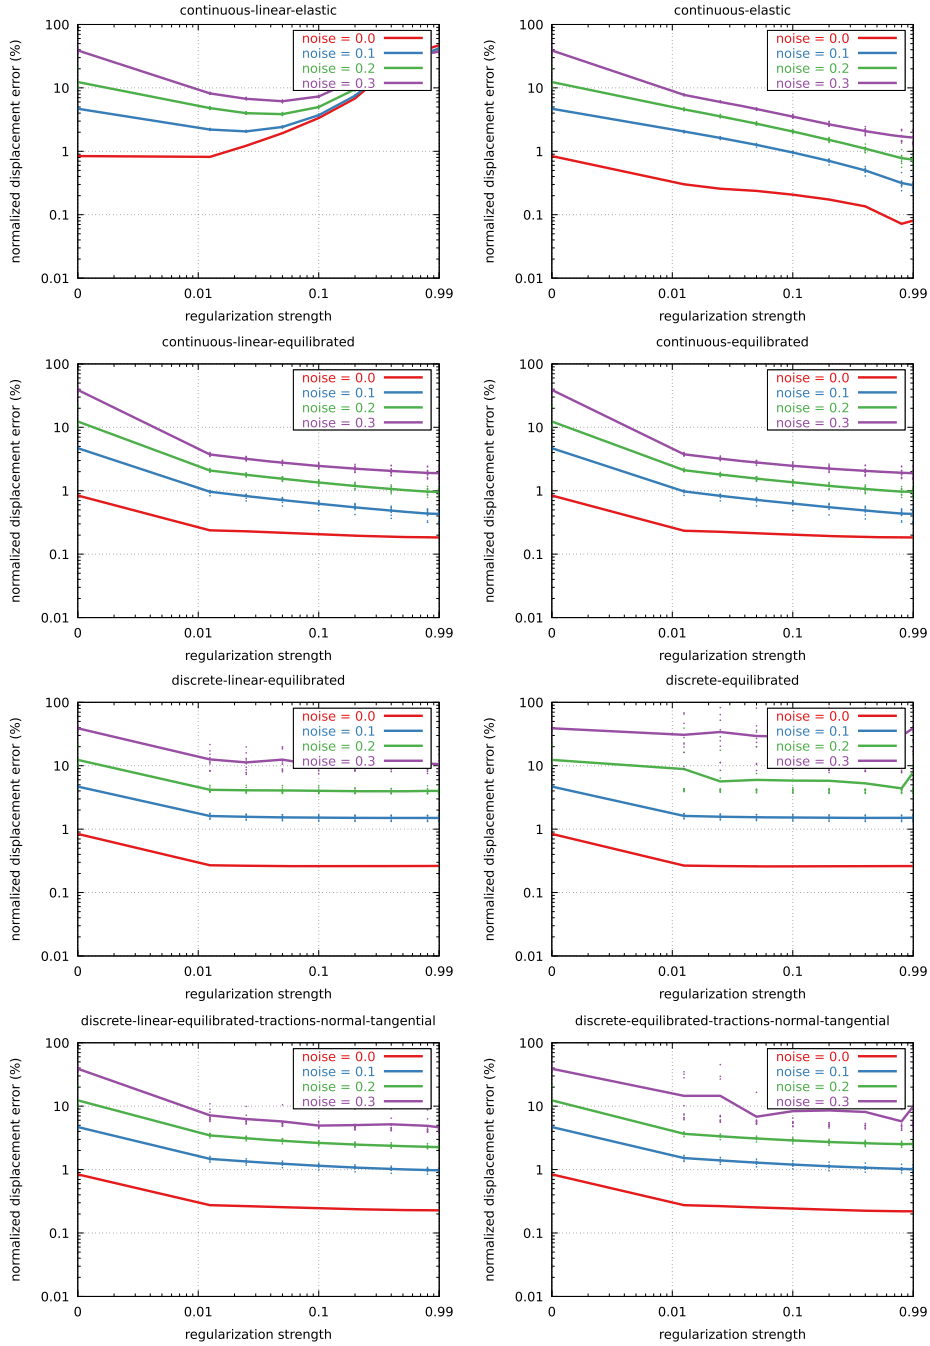 continuous-linear-elastic
normalized displacement error (%)
100
10
1
0.1
0.01
noise = 0.0
noise = 0.1
noise = 0.2
noise = 0.3
0
0.01
0.1
0.99
regularization strength
continuous-elastic
normalized displacement error (%)
100
10
1
0.1
0.01
noise = 0.0
noise = 0.1
noise = 0.2
noise = 0.3
0
0.01
0.1
0.99
regularization strength
continuous-linear-equilibrated
normalized displacement error (%)
100
10
1
0.1
0.01
noise = 0.0
noise = 0.1
noise = 0.2
noise = 0.3
0
0.01
0.1
0.99
regularization strength
continuous-equilibrated
normalized displacement error (%)
100
10
1
0.1
0.01
noise = 0.0
noise = 0.1
noise = 0.2
noise = 0.3
0
0.01
0.1
0.99
regularization strength
discrete-linear-equilibrated
normalized displacement error (%)
100
10
1
0.1
0.01
noise = 0.0
noise = 0.1
noise = 0.2
noise = 0.3
0
0.01
0.1
0.99
regularization strength
discrete-equilibrated
normalized displacement error (%)
100
10
1
0.1
0.01
noise = 0.0
noise = 0.1
noise = 0.2
noise = 0.3
0
0.01
0.1
0.99
regularization strength
discrete-linear-equilibrated-tractions-normal-tangential
normalized displacement error (%)
100
10
1
0.1
0.01
noise = 0.0
noise = 0.1
noise = 0.2
noise = 0.3
0
0.01
0.1
0.99
regularization strength
discrete-equilibrated-tractions-normal-tangential
normalized displacement error (%)
100
10
1
0.1
0.01
noise = 0.0
noise = 0.1
noise = 0.2
noise = 0.3
0
0.01
0.1
0.99
regularization strength